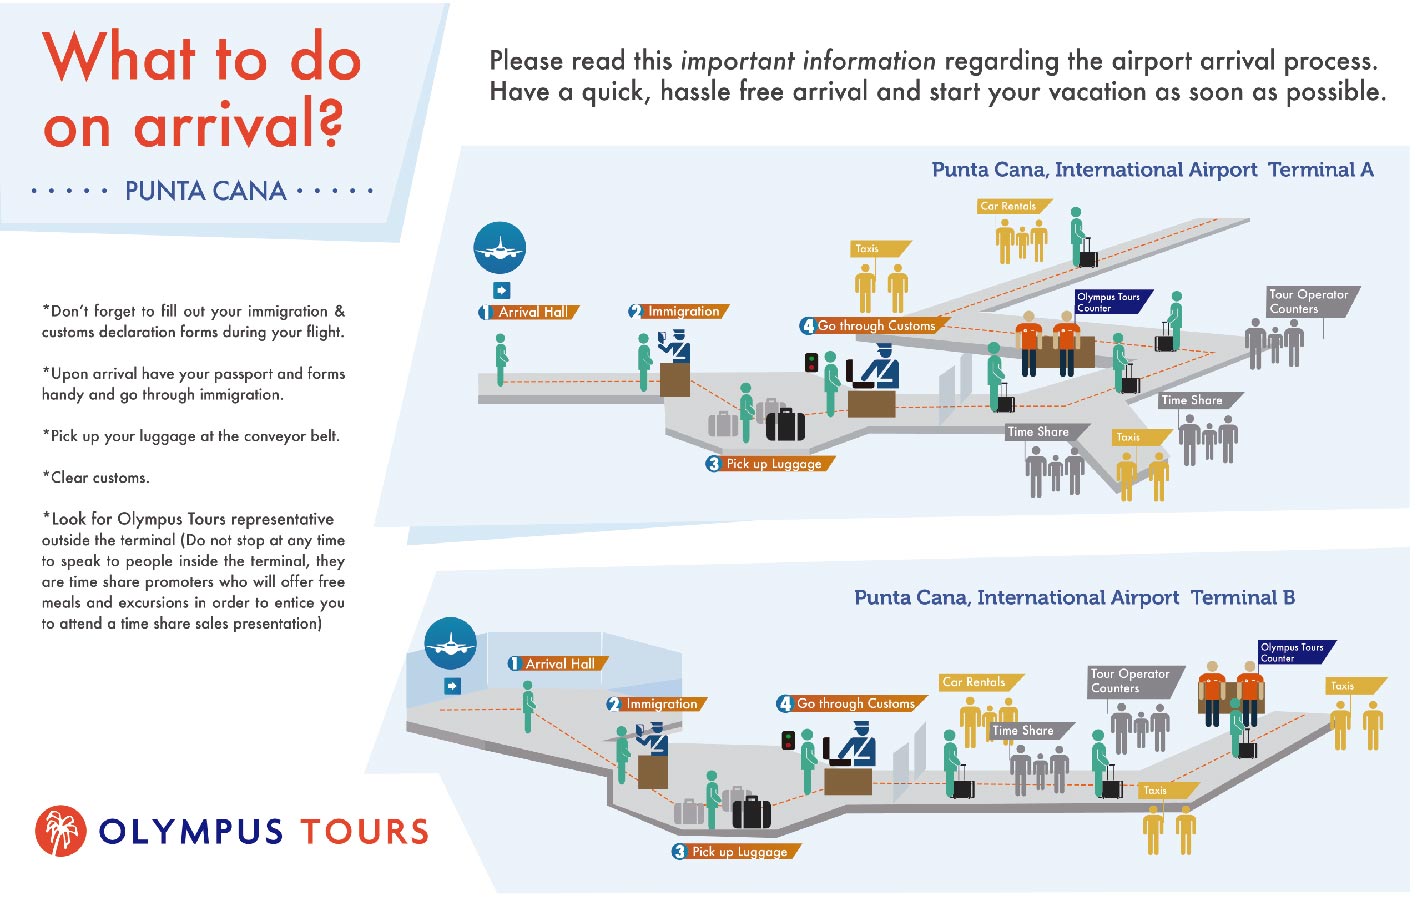 What to do
on arrival?
····· PUNTA CANA ·····
Please read this important information regarding the airport arrival process.
Have a quick, hassle free arrival and start your vacation as soon as possible.
*Don't forget to fill out your immigration &
customs declaration forms during your flight.
*Upon arrival have your passport and forms
handy and go through immigration.
*Pick up your luggage at the conveyor belt.
*Clear customs.
*Look for Olympus Tours representative
outside the terminal (Do not stop at any time
to speak to people inside the terminal, they
are time share promoters who will offer free
meals and excursions in order to entice you
to attend a time share sales presentation)
OLYMPUS TOURS
Punta Cana, International Airport Terminal A
Car Rentals
Taxis
1 Arrival Hall
2 Immigration
4 Go through Customs
Olympus Tours
Counter
Tour Operator
Counters
Time Share
Time Share
Taxis
3 Pick up Luggage
Punta Cana, International Airport Terminal B
1 Arrival Hall
2 Immigration
4 Go through Customs
Car Rentals
Time Share
Tour Operator
Counters
Olympus Tours
Counter
Taxis
Taxis
3 Pick up Luggage